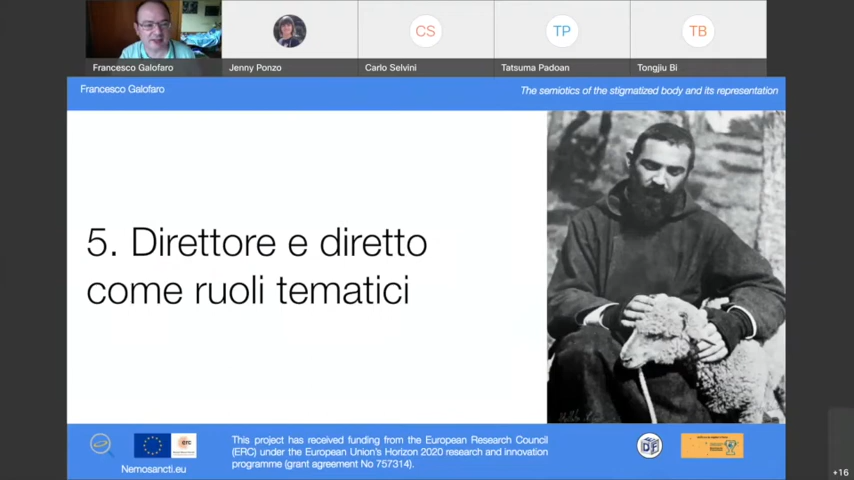 CS
TP
TB
Francesco Galofaro
Jenny Ponzo
Carlo Selvini
Tatsuma Padoan
Tongjiu Bi
Francesco Galofaro
The semiotics of the stigmatized body and its representation
5. Direttore e diretto
come ruoli tematici
Nemosancti.eu
This project has received funding from the European Research Council
(ERC) under the European Union's Horizon 2020 research and innovation
programme (grant agreement No 757314).
+16